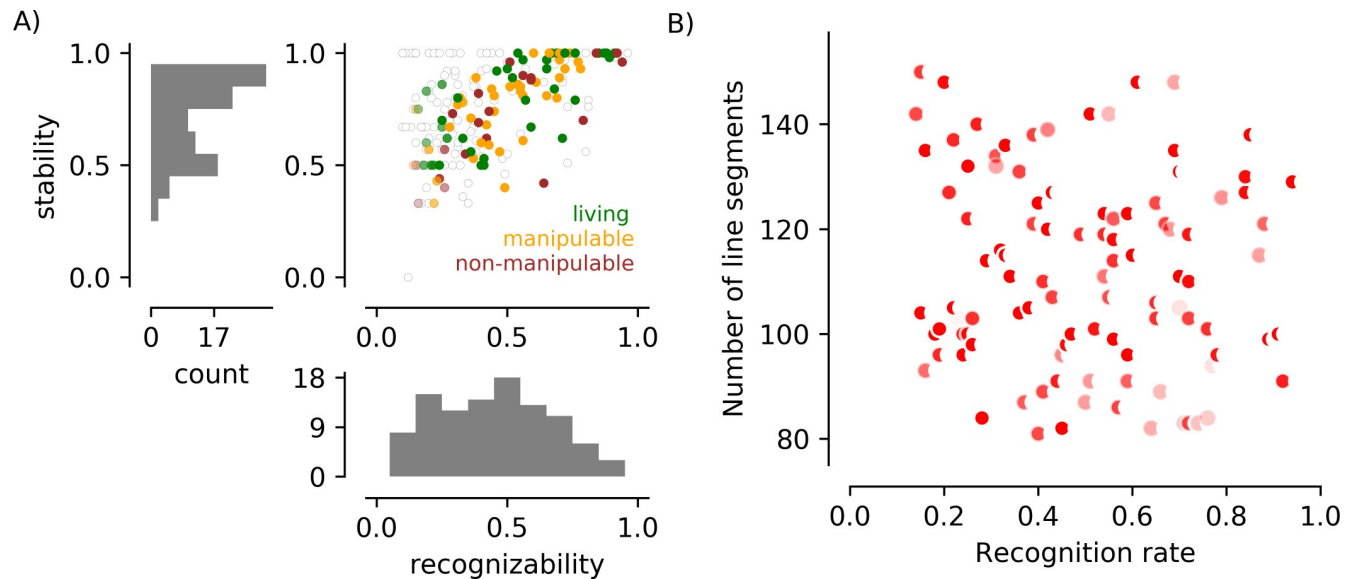 A)
stability
1.0
0.5
0.0
0 17
count
1.0
0.5
0.0
living
manipulable
non-manipulable
0.0 0.5 1.0
18
9
0
0.0 0.5 1.0
recognizability
B)
Number of line segments
140
120
100
80
0.0 0.2 0.4 0.6 0.8 1.0
Recognition rate